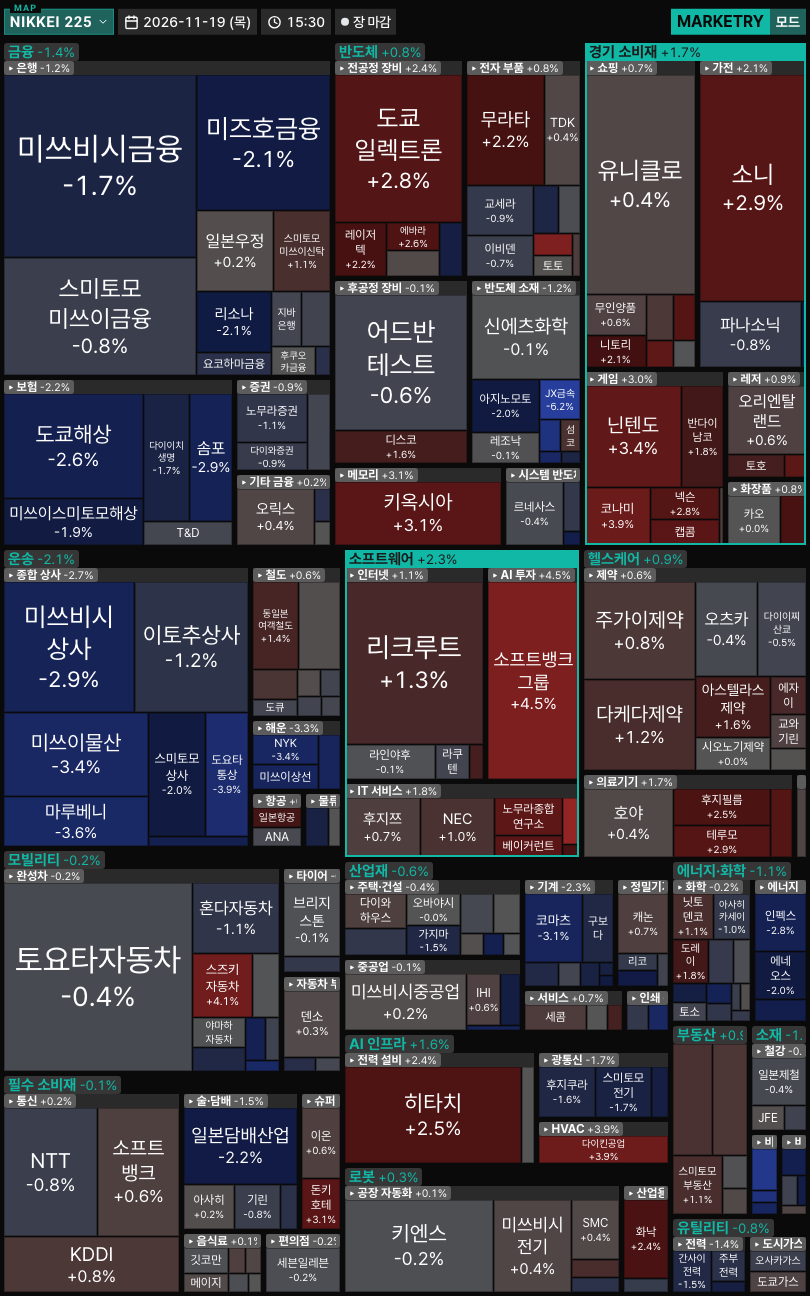 MAP
NIKKEI 225
2026-11-19 (목)
15:30
장 마감
MARKETRY 모드
금융 -1.4%
은행 -1.2%
미쓰비시금융
-1.7%
미즈호금융
-2.1%
스미토모
미쓰이금융
-0.8%
일본우정
+0.2%
스미토모
미쓰이신탁
+1.1%
리소나
-2.1%
지바
은행
요코하마금융
후쿠오
카금융
보험 -2.2%
도쿄해상
-2.6%
다이이치
생명
-1.7%
솜포
-2.9%
미쓰이스미토모해상
-1.9%
T&D
증권 -0.9%
노무라증권
-1.1%
다이와증권
-0.9%
기타 금융 +0.2%
오릭스
+0.4%
반도체 +0.8%
전공정 장비 +2.4%
도쿄
일렉트론
+2.8%
레이저
텍
+2.2%
에바라
+2.6%
전자 부품 +0.8%
무라타
+2.2%
TDK
+0.4%
교세라
-0.9%
이비덴
-0.7%
토토
후공정 장비 -0.1%
어드반
테스트
-0.6%
디스코
+1.6%
반도체 소재 -1.2%
신에츠화학
-0.1%
아지노모토
-2.0%
JX금속
-6.2%
레조낙
-0.1%
섬
코
메모리 +3.1%
키옥시아
+3.1%
시스템 반도
르네사스
-0.4%
경기 소비재 +1.7%
쇼핑 +0.7%
유니클로
+0.4%
무인양품
+0.6%
니토리
+2.1%
가전 +2.1%
소니
+2.9%
파나소닉
-0.8%
게임 +3.0%
닌텐도
+3.4%
반다이
남코
+1.8%
코나미
+3.9%
넥슨
+2.8%
캡콤
레저 +0.9%
오리엔탈
랜드
+0.6%
토호
화장품 +0.8%
카오
+0.0%
운송 -2.1%
종합 상사 -2.7%
미쓰비시
상사
-2.9%
이토추상사
-1.2%
미쓰이물산
-3.4%
스미토모
상사
-2.0%
도요타
통상
-3.9%
마루베니
-3.6%
철도 +0.6%
동일본
여객철도
+1.4%
도큐
해운 -3.3%
NYK
-3.4%
미쓰이상선
항공
일본항공
ANA
물류
소프트웨어 +2.3%
인터넷 +1.1%
리크루트
+1.3%
라인야후
-0.1%
라쿠
텐
AI 투자 +4.5%
소프트뱅크
그룹
+4.5%
IT 서비스 +1.8%
후지쯔
+0.7%
NEC
+1.0%
노무라종합
연구소
베이커런트
헬스케어 +0.9%
제약 +0.6%
주가이제약
+0.8%
오츠카
-0.4%
다이이찌
산쿄
-0.5%
다케다제약
+1.2%
아스텔라스
제약
+1.6%
에자
이
교와
기린
시오노기제약
+0.0%
의료기기 +1.7%
호야
+0.4%
후지필름
+2.5%
테루모
+2.9%
모빌리티 -0.2%
완성차 -0.2%
토요타자동차
-0.4%
혼다자동차
-1.1%
스즈키
자동차
+4.1%
야마하
자동차
타이어
브리지
스톤
-0.1%
자동차 부
덴소
+0.3%
산업재 -0.6%
주택·건설 -0.4%
다이와
하우스
오바야시
-0.0%
가지마
-1.5%
기계 -2.3%
코마츠
-3.1%
구보
다
정밀기
캐논
+0.7%
리코
중공업 -0.1%
미쓰비시중공업
+0.2%
IHI
+0.6%
서비스 +0.7%
세콤
인쇄
에너지·화학 -1.1%
화학 -0.2%
닛토
덴코
+1.1%
아사히
카세이
-1.0%
도레
이
+1.8%
토소
에너지
인펙스
-2.8%
에네
오스
-2.0%
AI 인프라 +1.6%
전력 설비 +2.4%
히타치
+2.5%
광통신 -1.7%
후지쿠라
-1.6%
스미토모
전기
-1.7%
HVAC +3.9%
다이킨공업
+3.9%
부동산 +0.9
스미토모
부동산
+1.1%
소재 -1.
철강 -0.
일본제철
-0.4%
JFE
비
필수 소비재 -0.1%
통신 +0.2%
NTT
-0.8%
소프트
뱅크
+0.6%
KDDI
+0.8%
술·담배 -1.5%
일본담배산업
-2.2%
아사히
+0.2%
기린
-0.8%
슈퍼
이온
+0.6%
돈키
호테
+3.1%
음식료 +0.1%
깃코만
메이지
편의점 -0.2%
세븐일레븐
-0.2%
로봇 +0.3%
공장 자동화 +0.1%
키엔스
-0.2%
미쓰비시
전기
+0.4%
SMC
+0.4%
산업용
화낙
+2.4%
유틸리티 -0.8%
전력 -1.4%
간사이
전력
-1.5%
주부
전력
도시가스
오사카가스
도쿄가스